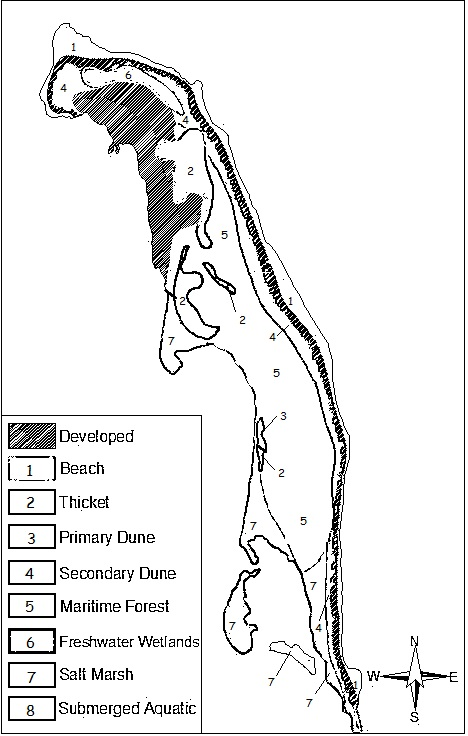 1
6
4
4
2
5
1
2
2
4
7
5
3
2
5
7
7
4
7
7
7
1
Developed
1 Beach
2 Thicket
3 Primary Dune
4 Secondary Dune
5 Maritime Forest
6 Freshwater Wetlands
7 Salt Marsh
8 Submerged Aquatic
N
W E
S